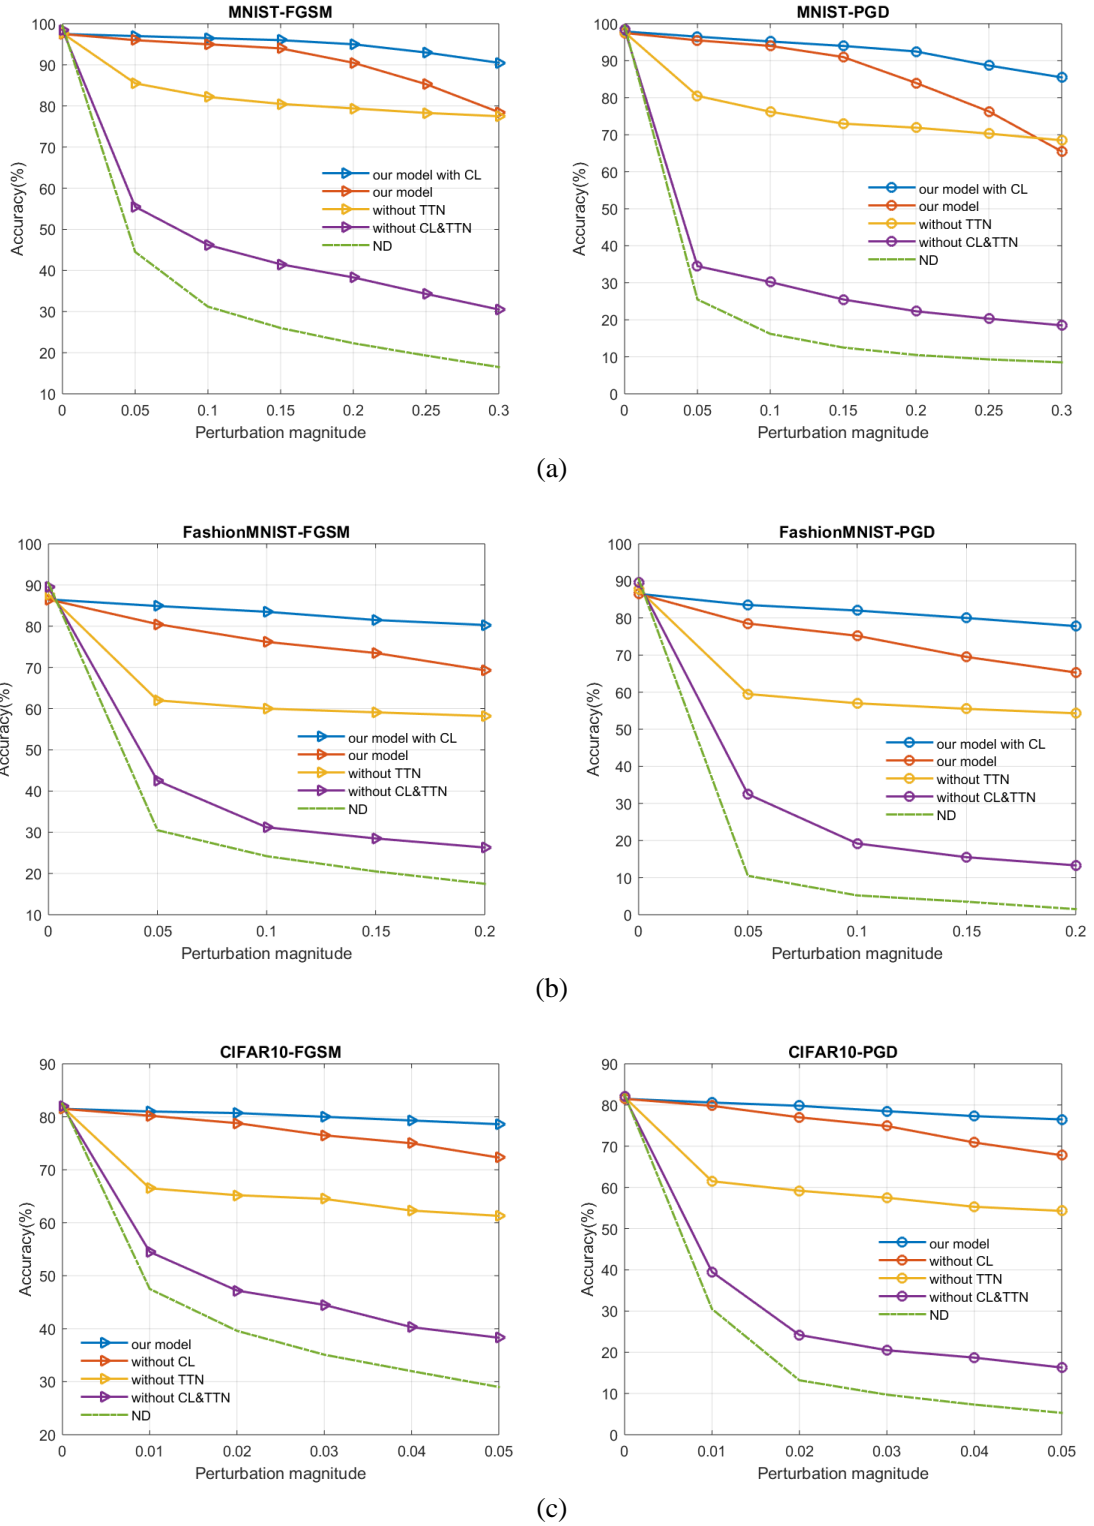 MNIST-FGSM
100
90
80
70
60
50
40
30
20
10
Accuracy(%)
our model with CL
our model
without TTN
without CL&TTN
ND
0 0.05 0.1 0.15 0.2 0.25 0.3
Perturbation magnitude
MNIST-PGD
100
90
80
70
60
50
40
30
20
10
0
Accuracy(%)
our model with CL
our model
without TTN
without CL&TTN
ND
0 0.05 0.1 0.15 0.2 0.25 0.3
Perturbation magnitude
(a)
FashionMNIST-FGSM
100
90
80
70
60
50
40
30
20
10
Accuracy(%)
our model with CL
our model
without TTN
without CL&TTN
ND
0 0.05 0.1 0.15 0.2
Perturbation magnitude
FashionMNIST-PGD
100
90
80
70
60
50
40
30
20
10
0
Accuracy(%)
our model with CL
our model
without TTN
without CL&TTN
ND
0 0.05 0.1 0.15 0.2
Perturbation magnitude
(b)
CIFAR10-FGSM
90
80
70
60
50
40
30
20
Accuracy(%)
our model
without CL
without TTN
without CL&TTN
ND
0 0.01 0.02 0.03 0.04 0.05
Perturbation magnitude
CIFAR10-PGD
90
80
70
60
50
40
30
20
10
0
Accuracy(%)
our model
without CL
without TTN
without CL&TTN
ND
0 0.01 0.02 0.03 0.04 0.05
Perturbation magnitude
(c)